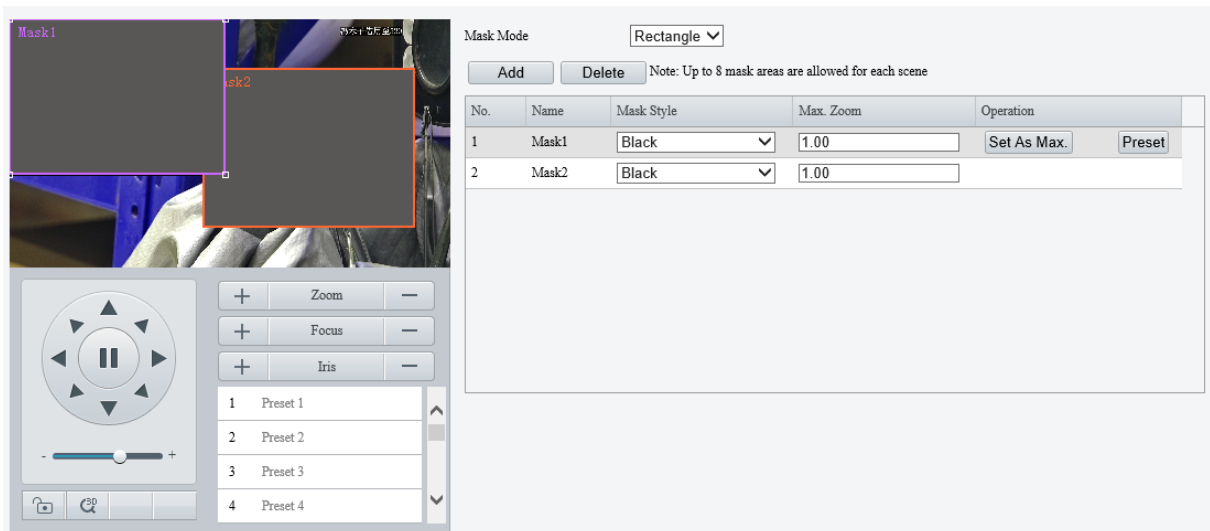 Mask1
Mask Mode
Rectangle
Add
Delete
Note: Up to 8 mask areas are allowed for each scene
No.
Name
Mask Style
Max. Zoom
Operation
1
Mask1
Black
1.00
Set As Max.
Preset
2
Mask2
Black
1.00
+
Zoom
−
+
Focus
−
+
Iris
−
1
Preset 1
2
Preset 2
3
Preset 3
4
Preset 4
-
+
3D